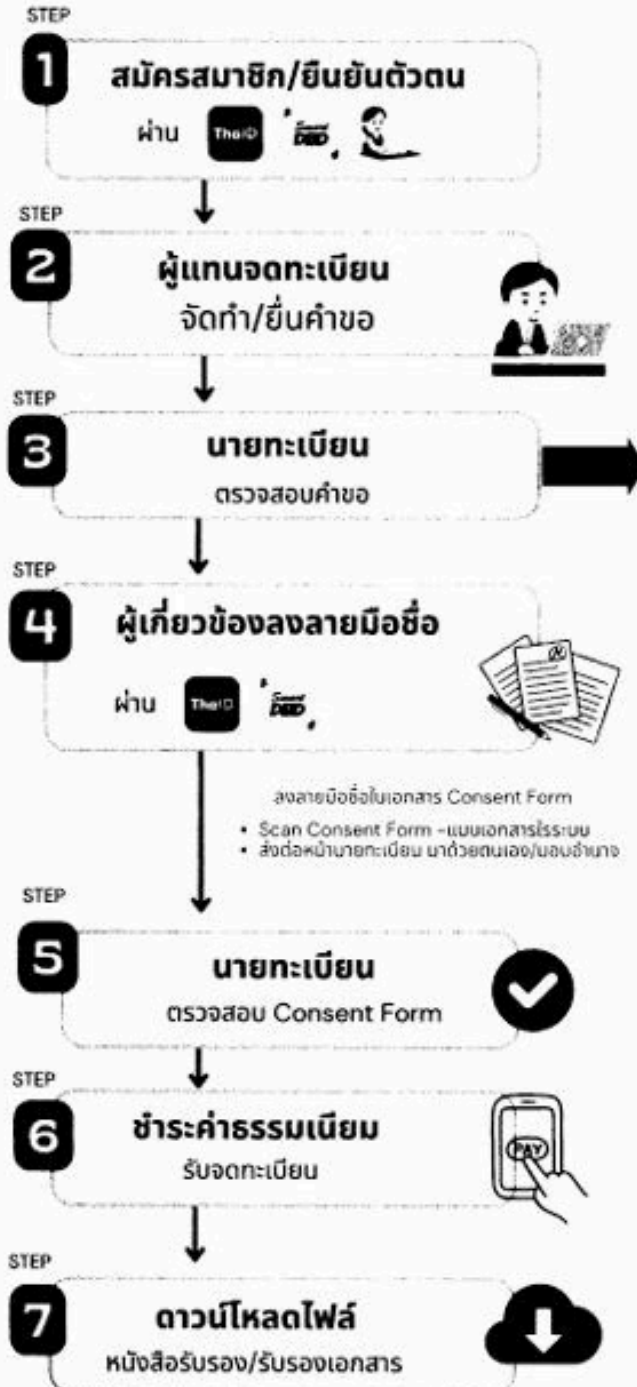 STEP
1
สมัครสมาชิก/ยืนยันตัวตน
ผ่าน ThaID Smart DBD
STEP
2
ผู้แทนจดทะเบียน
จัดทำ/ยื่นคำขอ
STEP
3
นายทะเบียน
ตรวจสอบคำขอ
STEP
4
ผู้เกี่ยวข้องลงลายมือชื่อ
ผ่าน ThaID Smart DBD
ลงลายมือชื่อในเอกสาร Consent Form
• Scan Consent Form -แนบเอกสารไร
• ส่งต่อหน้านายทะเบียน มาด้วยตนเอง/มอบอำนาจ
STEP
5
นายทะเบียน
ตรวจสอบ Consent Form
STEP
6
ชำระค่าธรรมเนียม
รับจดทะเบียน
PAY
STEP
7
ดาวน์โหลดไฟล์
หนังสือรับรอง/รับรองเอกสาร